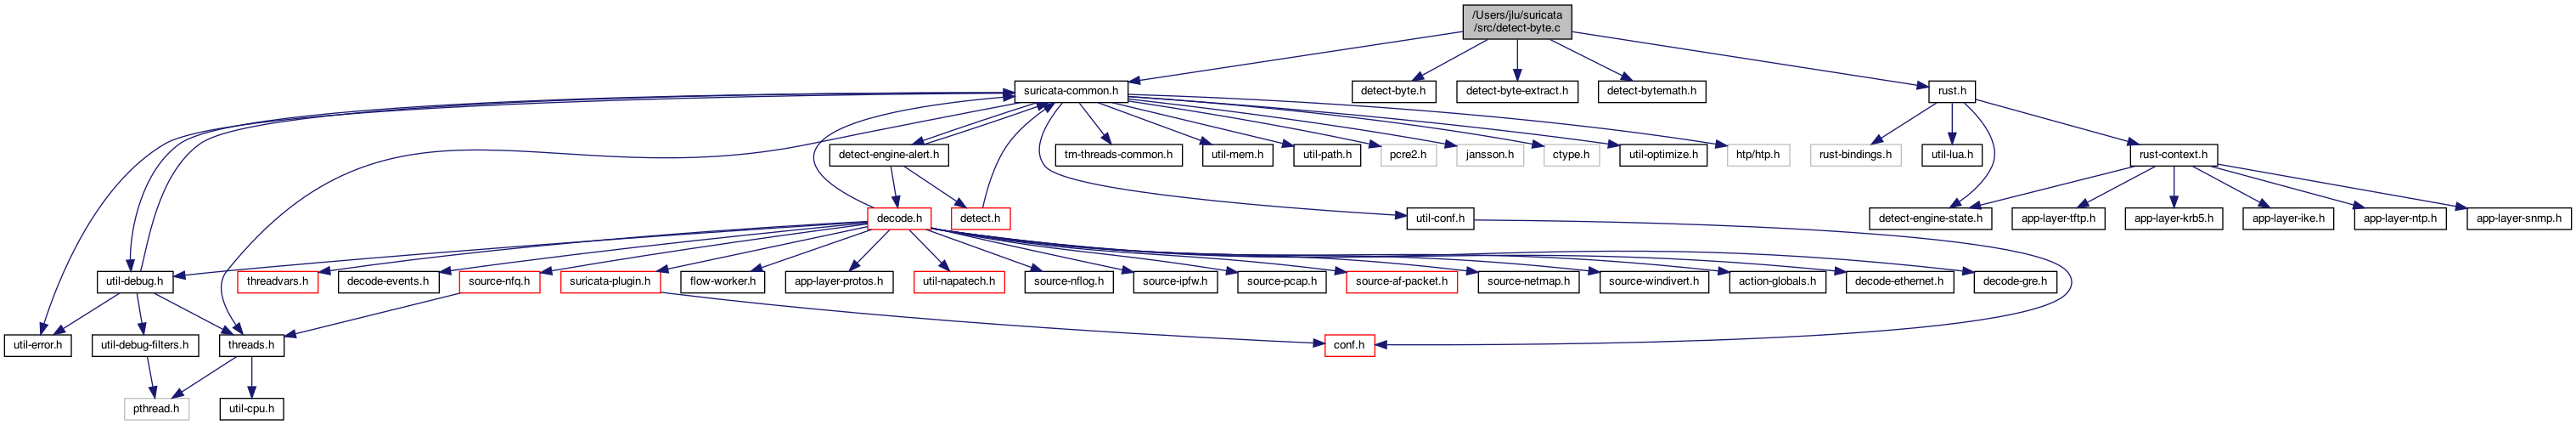 /Users/jlu/suricata
/src/detect-byte.c
suricata-common.h
detect-byte.h
detect-byte-extract.h
detect-bytemath.h
rust.h
detect-engine-alert.h
tm-threads-common.h
util-mem.h
util-path.h
pcre2.h
jansson.h
ctype.h
util-optimize.h
htp/htp.h
rust-bindings.h
util-lua.h
rust-context.h
decode.h
detect.h
util-conf.h
detect-engine-state.h
app-layer-tftp.h
app-layer-krb5.h
app-layer-ike.h
app-layer-ntp.h
app-layer-snmp.h
util-debug.h
threadvars.h
decode-events.h
source-nfq.h
suricata-plugin.h
flow-worker.h
app-layer-protos.h
util-napatech.h
source-nflog.h
source-ipfw.h
source-pcap.h
source-af-packet.h
source-netmap.h
source-windivert.h
action-globals.h
decode-ethernet.h
decode-gre.h
util-error.h
util-debug-filters.h
threads.h
conf.h
pthread.h
util-cpu.h